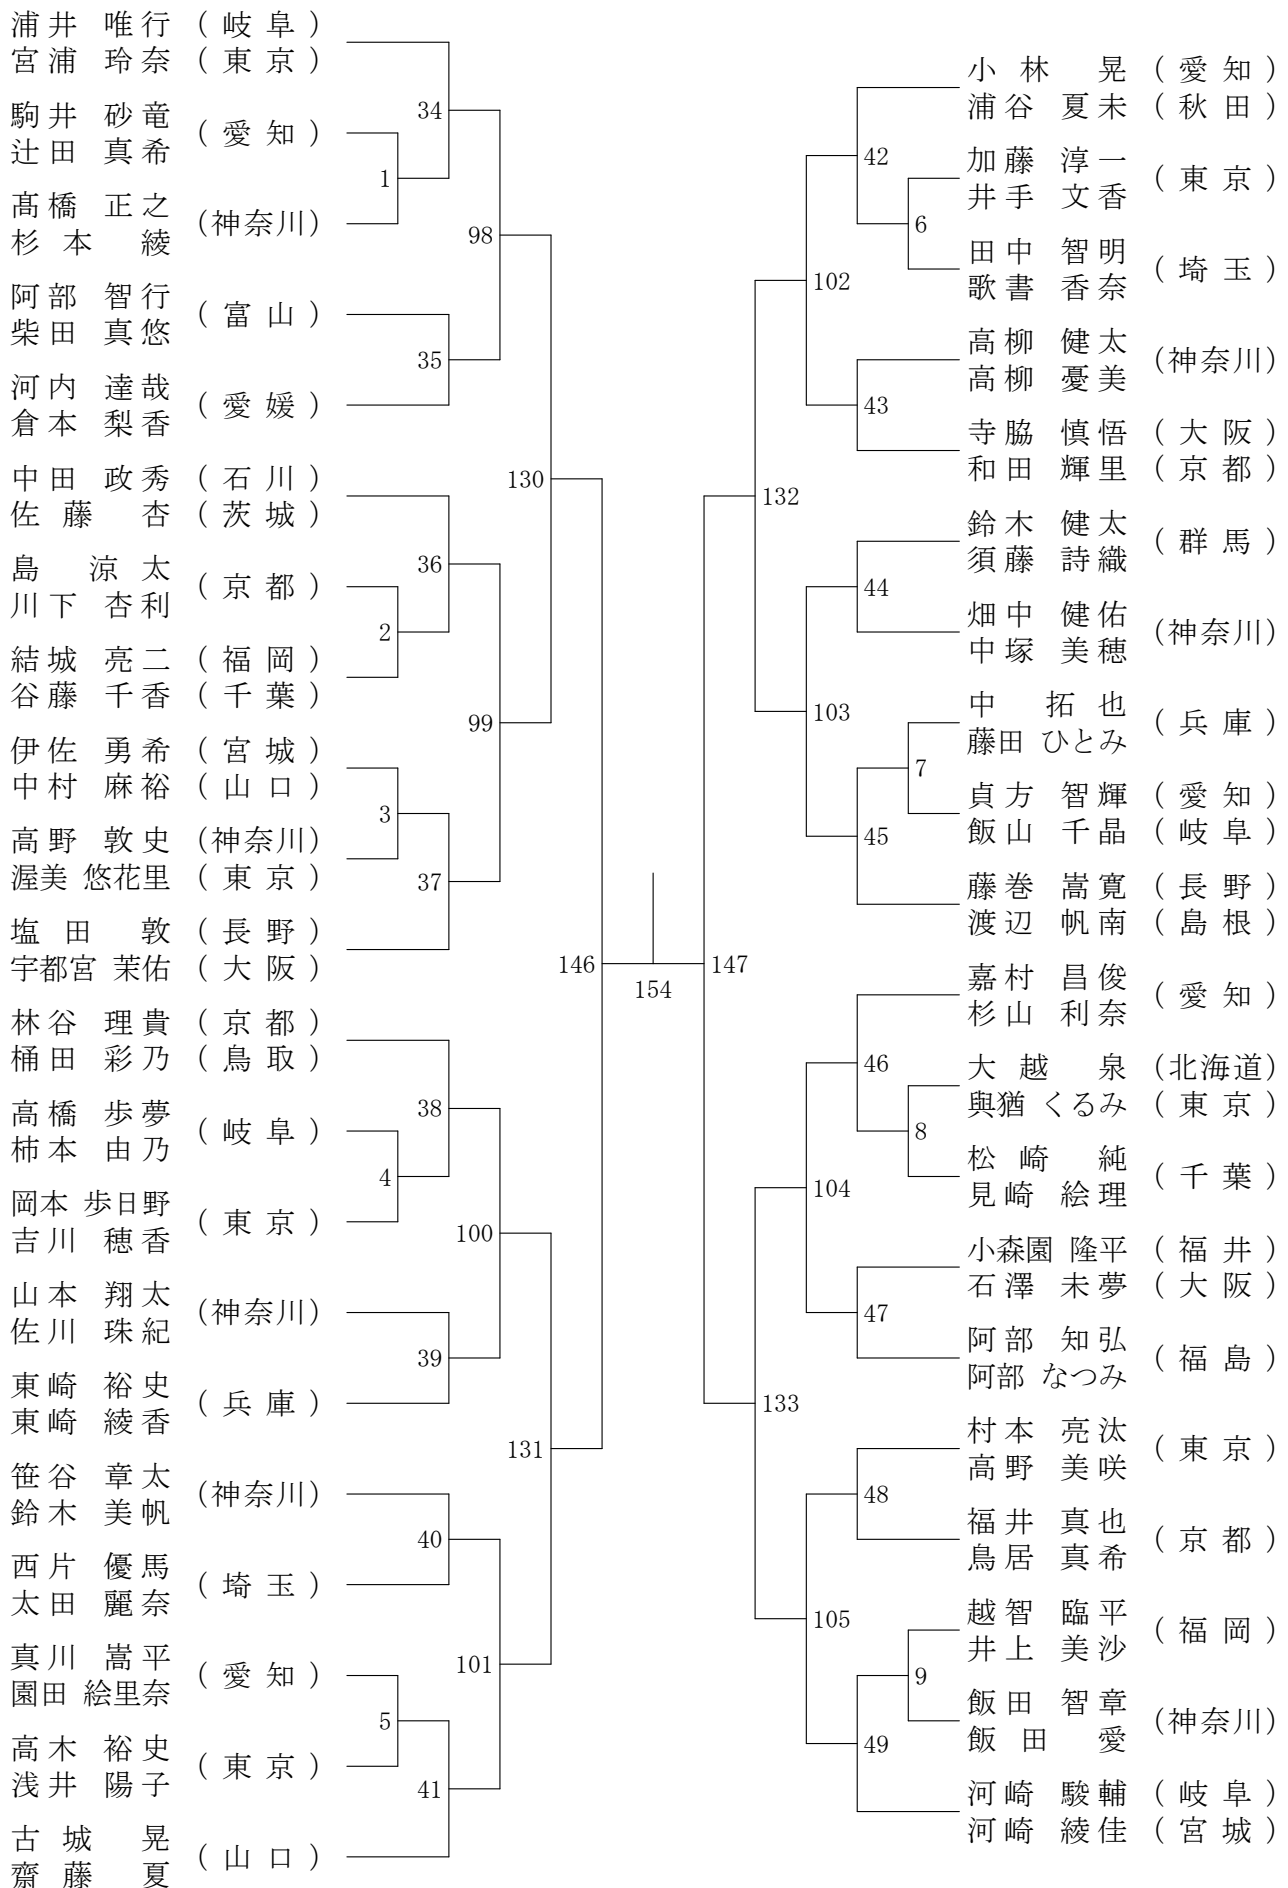 浦井 唯行 (岐阜)
宮浦 玲奈 (東京)
駒井 砂竜
辻田 真希 (愛知)
髙橋 正之
杉本 綾 (神奈川)
阿部 智行
柴田 真悠 (富山)
河内 達哉
倉本 梨香 (愛媛)
中田 政秀 (石川)
佐藤 杏 (茨城)
島 涼太
川下 杏利 (京都)
結城 亮二 (福岡)
谷藤 千香 (千葉)
伊佐 勇希 (宮城)
中村 麻裕 (山口)
高野 敦史 (神奈川)
渥美 悠花里 (東京)
塩田 敦 (長野)
宇都宮 茉佑 (大阪)
林谷 理貴 (京都)
桶田 彩乃 (鳥取)
高橋 歩夢
柿本 由乃 (岐阜)
岡本 歩日野
吉川 穂香 (東京)
山本 翔太
佐川 珠紀 (神奈川)
東崎 裕史
東崎 綾香 (兵庫)
笹谷 章太
鈴木 美帆 (神奈川)
西片 優馬
太田 麗奈 (埼玉)
真川 嵩平
園田 絵里奈 (愛知)
高木 裕史
浅井 陽子 (東京)
古城 晃
齋藤 夏 (山口)
34
1
98
35
130
36
2
99
3
37
146
38
4
100
39
131
40
101
5
41
154
147
42
6
102
43
132
44
103
7
45
46
8
104
47
133
48
105
9
49
小林 晃 (愛知)
浦谷 夏未 (秋田)
加藤 淳一
井手 文香 (東京)
田中 智明
歌書 香奈 (埼玉)
高柳 健太
高柳 憂美 (神奈川)
寺脇 慎悟 (大阪)
和田 輝里 (京都)
鈴木 健太
須藤 詩織 (群馬)
畑中 健佑
中塚 美穂 (神奈川)
中 拓也
藤田 ひとみ (兵庫)
貞方 智輝 (愛知)
飯山 千晶 (岐阜)
藤巻 嵩寛 (長野)
渡辺 帆南 (島根)
嘉村 昌俊
杉山 利奈 (愛知)
大越 泉 (北海道)
與猶 くるみ (東京)
松崎 純
見崎 絵理 (千葉)
小森園 隆平 (福井)
石澤 未夢 (大阪)
阿部 知弘
阿部 なつみ (福島)
村本 亮汰
高野 美咲 (東京)
福井 真也
鳥居 真希 (京都)
越智 臨平
井上 美沙 (福岡)
飯田 智章
飯田 愛 (神奈川)
河崎 駿輔 (岐阜)
河崎 綾佳 (宮城)